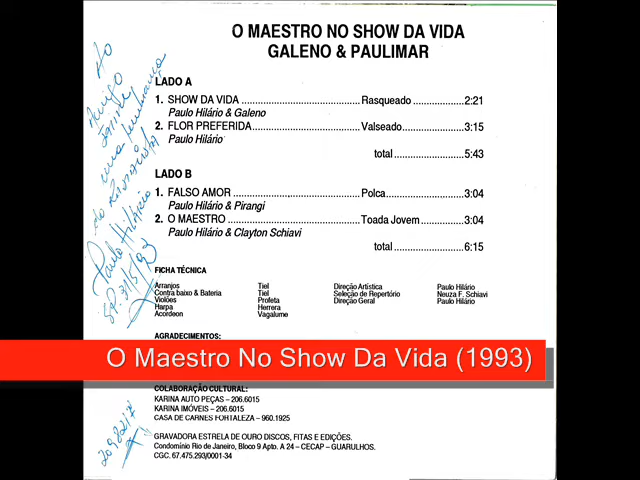 O MAESTRO NO SHOW DA VIDA
GALENO & PAULIMAR
LADO A
1. SHOW DA VIDA ........ Rasqueado ........ 2:21
Paulo Hilário & Galeno
2. FLOR PREFERIDA ........ Valseado ........ 3:15
Paulo Hilário
total ........ 5:43
LADO B
1. FALSO AMOR ........ Polca ........ 3:04
Paulo Hilário & Pirangi
2. O MAESTRO ........ Toada Jovem ........ 3:04
Paulo Hilário & Clayton Schiavi
total ........ 6:15
FICHA TÉCNICA
Arranjos Tiel Direção Artística Paulo Hilário
Contra baixo & Bateria Tiel Seleção de Repertório Neuza F. Schiavi
Violões Profeta Direção Geral Paulo Hilário
Harpa Herrera
Acordeon Vagalume
AGRADECIMENTOS:
O Maestro No Show Da Vida (1993)
COLABORAÇÃO CULTURAL:
KARINA AUTO PEÇAS – 206.6015
KARINA IMÓVEIS – 206.6015
CASA DE CARNES FORTALEZA – 960.1925
GRAVADORA ESTRELA DE OURO DISCOS, FITAS E EDIÇÕES.
Condomínio Rio de Janeiro, Bloco 9 Apto. A 24 – CECAP – GUARULHOS.
CGC. 67.475.293/0001-34
Ao
amigo
uma lembrança
do
Paulo Hilário
SP. 31/5/93